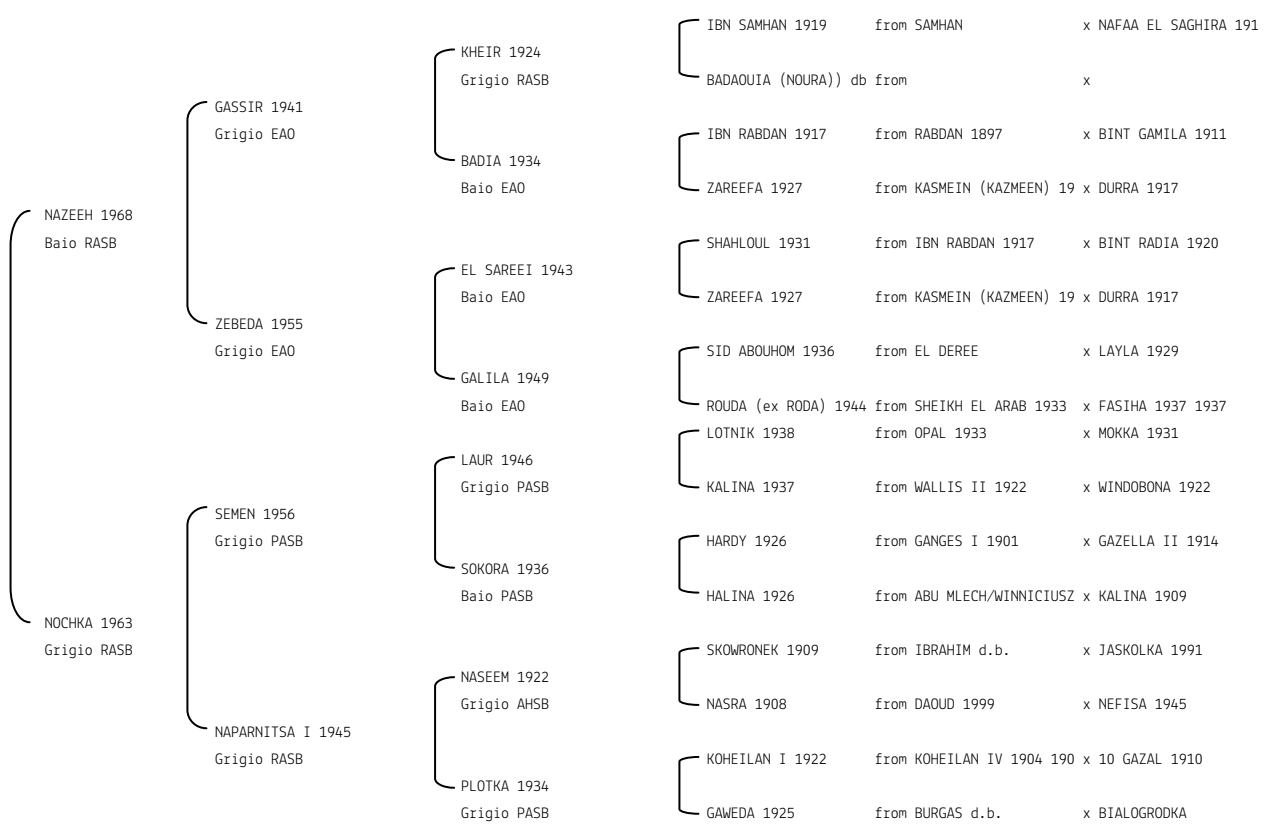 IBN SAMHAN 1919 from SAMHAN x NAFAA EL SAGHIRA 191
KHEIR 1924
Grigio RASB
BADAOUIA (NOURA)) db from x
GASSIR 1941
Grigio EAO
IBN RABDAN 1917 from RABDAN 1897 x BINT GAMILA 1911
BADIA 1934
Baio EAO
ZAREEFA 1927 from KASMEIN (KAZMEEN) 19 x DURRA 1917
NAZEEH 1968
Baio RASB
SHAHLOUL 1931 from IBN RABDAN 1917 x BINT RADIA 1920
EL SAREEI 1943
Baio EAO
ZAREEFA 1927 from KASMEIN (KAZMEEN) 19 x DURRA 1917
ZEBEDA 1955
Grigio EAO
SID ABOUHOM 1936 from EL DEREE x LAYLA 1929
GALILA 1949
Baio EAO
ROUDA (ex RODA) 1944 from SHEIKH EL ARAB 1933 x FASIHA 1937 1937
LOTNIK 1938 from OPAL 1933 x MOKKA 1931
LAUR 1946
Grigio PASB
KALINA 1937 from WALLIS II 1922 x WINDOBONA 1922
SEMEN 1956
Grigio PASB
HARDY 1926 from GANGES I 1901 x GAZELLA II 1914
SOKORA 1936
Baio PASB
HALINA 1926 from ABU MLECH/WINNICIUSZ x KALINA 1909
NOCHKA 1963
Grigio RASB
SKOWRONEK 1909 from IBRAHIM d.b. x JASKOLKA 1991
NASEEM 1922
Grigio AHSB
NASRA 1908 from DAOUD 1999 x NEFISA 1945
NAPARNITSA I 1945
Grigio RASB
KOHEILAN I 1922 from KOHEILAN IV 1904 190 x 10 GAZAL 1910
PLOTKA 1934
Grigio PASB
GAWEDA 1925 from BURGAS d.b. x BIALOGRODKA